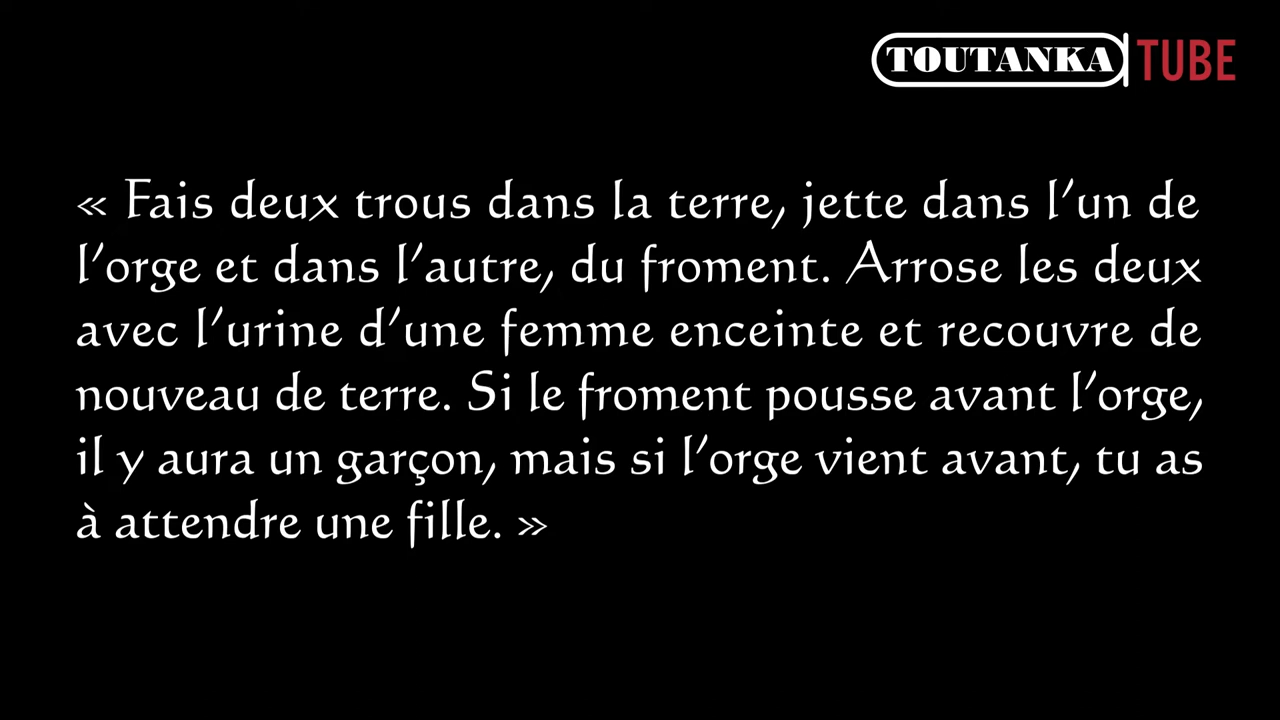 TOUTANKA TUBE
« Fais deux trous dans la terre, jette dans l’un de
l’orge et dans l’autre, du froment. Arrose les deux
avec l’urine d’une femme enceinte et recouvre de
nouveau de terre. Si le froment pousse avant l’orge,
il y aura un garçon, mais si l’orge vient avant, tu as
à attendre une fille. »